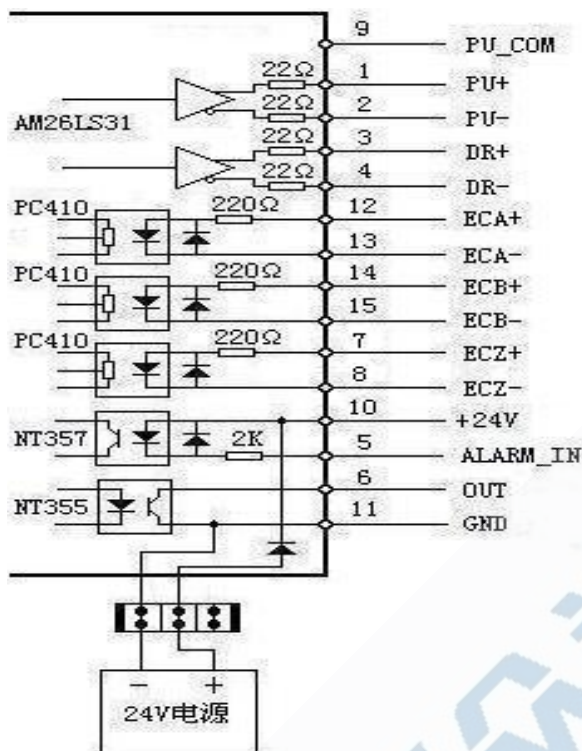 9 PU_COM
22Ω 1 PU+
22Ω 2 PU-
AM26LS31
22Ω 3 DR+
22Ω 4 DR-
PC410 220Ω 12 ECA+
13 ECA-
PC410 220Ω 14 ECB+
15 ECB-
PC410 220Ω 7 ECZ+
8 ECZ-
10 +24V
NT357 2K 5 ALARM_IN
6 OUT
NT355 11 GND
- +
24V电源